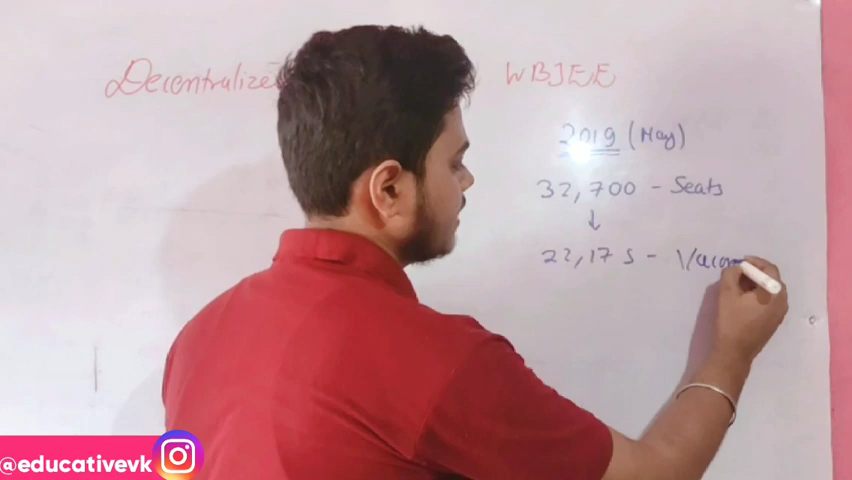 Decentralize WBJEE
2019 (May)
32,700 - Seats
↓
22,175 - Vacan
@educativevk